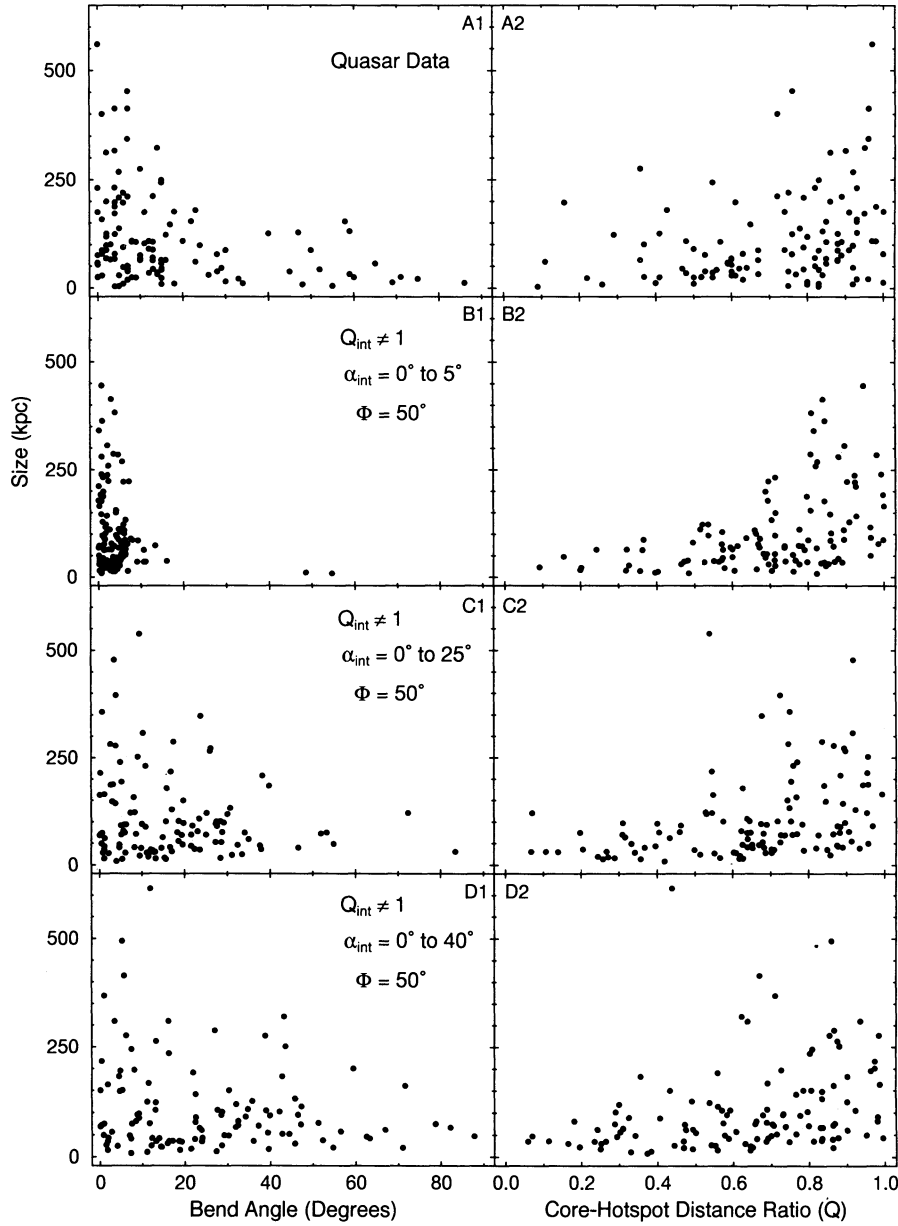 A1
A2
Quasar Data
500
250
0
B1
B2
Q_int ≠ 1
α_int = 0° to 5°
Φ = 50°
500
250
0
Size (kpc)
C1
C2
Q_int ≠ 1
α_int = 0° to 25°
Φ = 50°
500
250
0
D1
D2
Q_int ≠ 1
α_int = 0° to 40°
Φ = 50°
500
250
0
0 20 40 60 80 0.0 0.2 0.4 0.6 0.8 1.0
Bend Angle (Degrees)
Core-Hotspot Distance Ratio (Q)